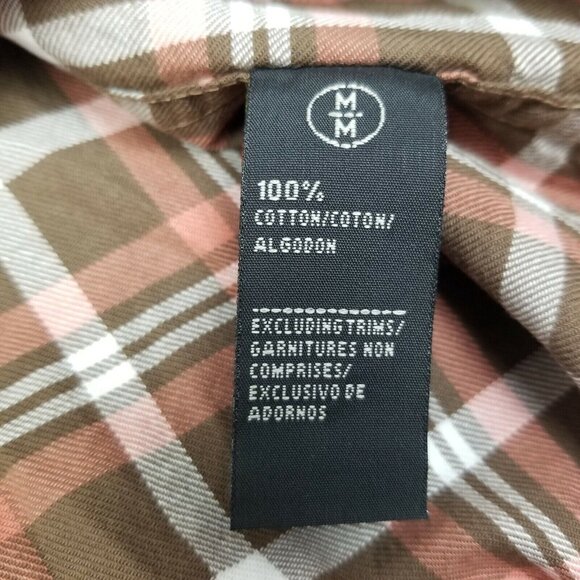 M
M
100%
COTTON/COTON/
ALGODON
EXCLUDING TRIMS/
GARNITURES NON
COMPRISES/
EXCLUSIVO DE
ADORNOS